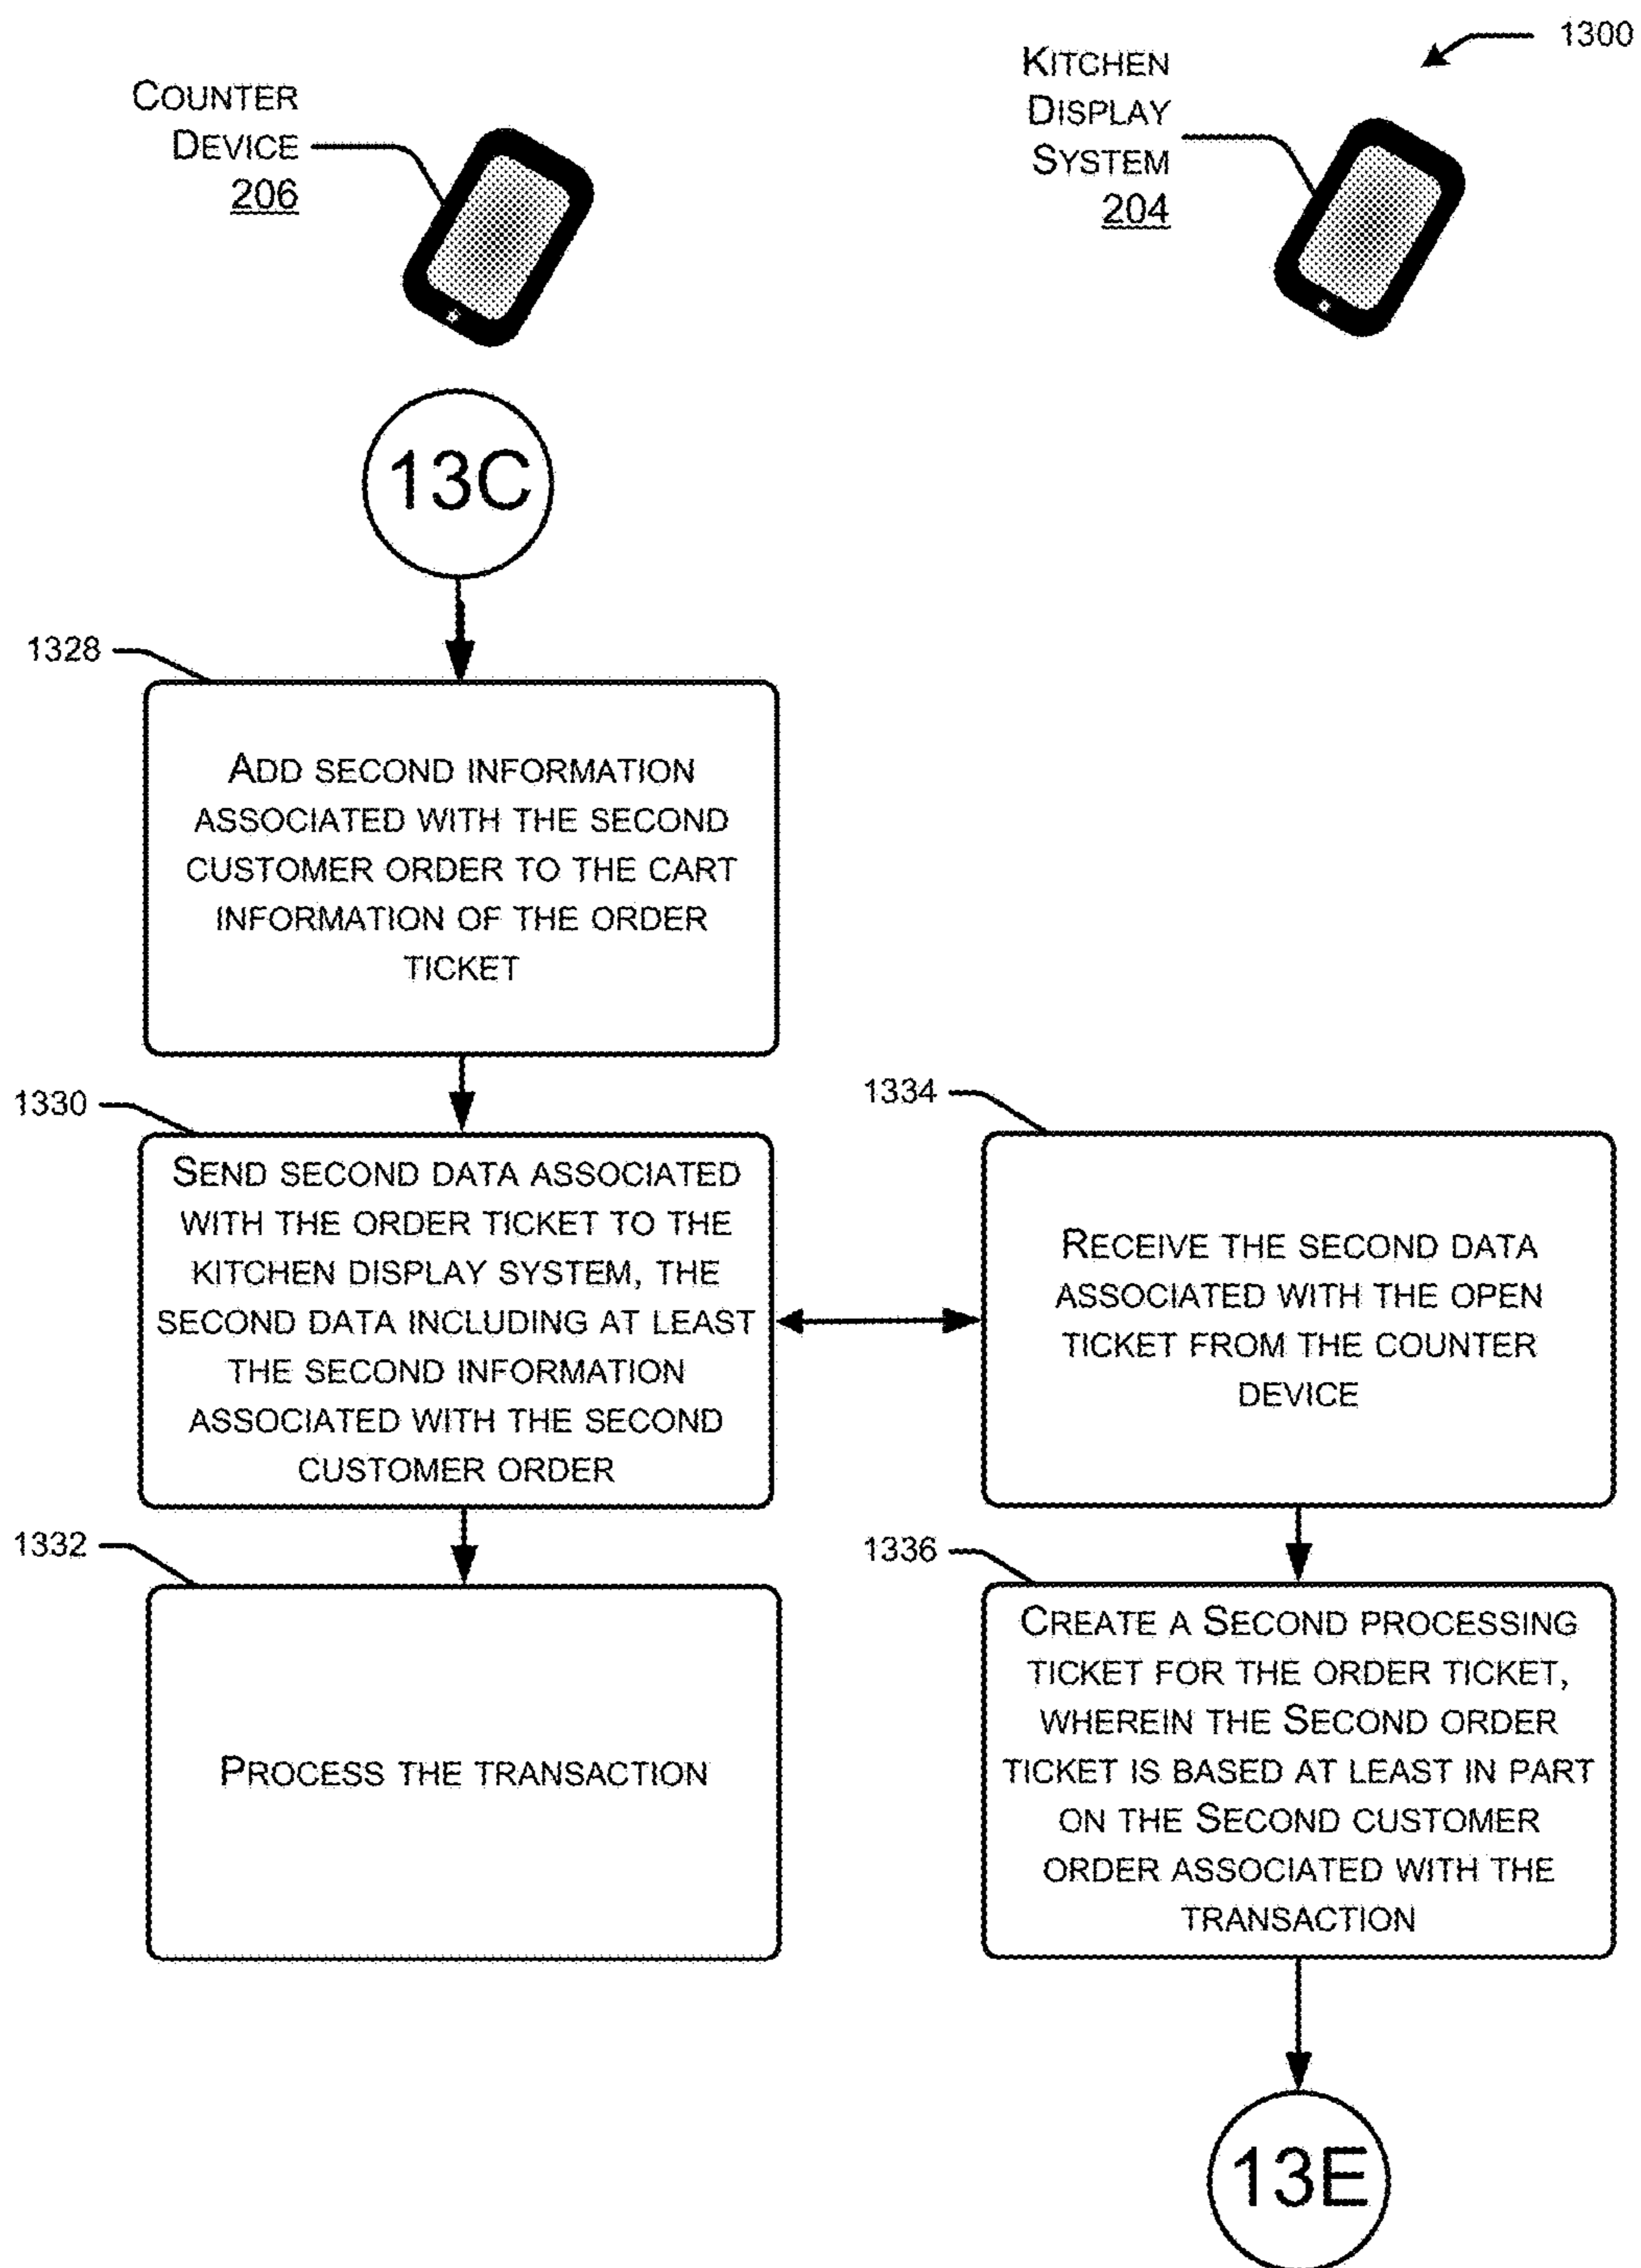 1300
COUNTER
DEVICE
206
KITCHEN
DISPLAY
SYSTEM
204
13C
1328
ADD SECOND INFORMATION
ASSOCIATED WITH THE SECOND
CUSTOMER ORDER TO THE CART
INFORMATION OF THE ORDER
TICKET
1330
SEND SECOND DATA ASSOCIATED
WITH THE ORDER TICKET TO THE
KITCHEN DISPLAY SYSTEM, THE
SECOND DATA INCLUDING AT LEAST
THE SECOND INFORMATION
ASSOCIATED WITH THE SECOND
CUSTOMER ORDER
1334
RECEIVE THE SECOND DATA
ASSOCIATED WITH THE OPEN
TICKET FROM THE COUNTER
DEVICE
1332
PROCESS THE TRANSACTION
1336
CREATE A SECOND PROCESSING
TICKET FOR THE ORDER TICKET,
WHEREIN THE SECOND ORDER
TICKET IS BASED AT LEAST IN PART
ON THE SECOND CUSTOMER
ORDER ASSOCIATED WITH THE
TRANSACTION
13E